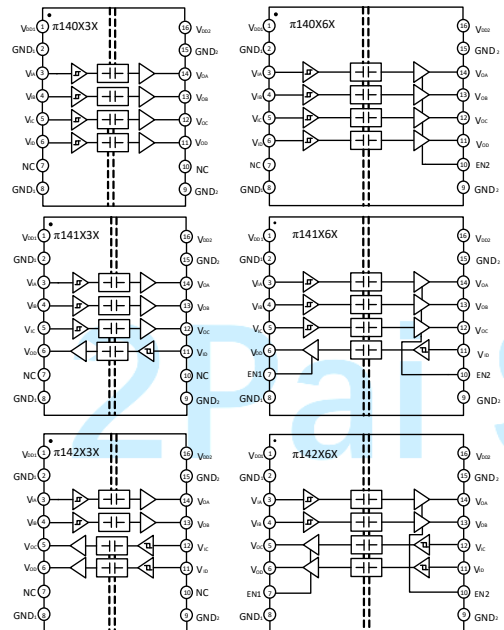 π140X3X
VDD1 1 16 VDD2
GND1 2 15 GND2
VIA 3 14 VOA
VIB 4 13 VOB
VIC 5 12 VOC
VID 6 11 VOD
NC 7 10 NC
GND1 8 9 GND2
π140X6X
VDD1 1 16 VDD2
GND1 2 15 GND2
VIA 3 14 VOA
VIB 4 13 VOB
VIC 5 12 VOC
VID 6 11 VOD
NC 7 10 EN2
GND1 8 9 GND2
π141X3X
VDD1 1 16 VDD2
GND1 2 15 GND2
VIA 3 14 VOA
VIB 4 13 VOB
VIC 5 12 VOC
VOD 6 11 VID
NC 7 10 NC
GND1 8 9 GND2
π141X6X
VDD1 1 16 VDD2
GND1 2 15 GND2
VIA 3 14 VOA
VIB 4 13 VOB
VIC 5 12 VOC
VOD 6 11 VID
EN1 7 10 EN2
GND1 8 9 GND2
2Pai S
π142X3X
VDD1 1 16 VDD2
GND1 2 15 GND2
VIA 3 14 VOA
VIB 4 13 VOB
VOC 5 12 VIC
VOD 6 11 VID
NC 7 10 NC
GND1 8 9 GND2
π142X6X
VDD1 1 16 VDD2
GND1 2 15 GND2
VIA 3 14 VOA
VIB 4 13 VOB
VOC 5 12 VIC
VOD 6 11 VID
EN1 7 10 EN2
GND1 8 9 GND2